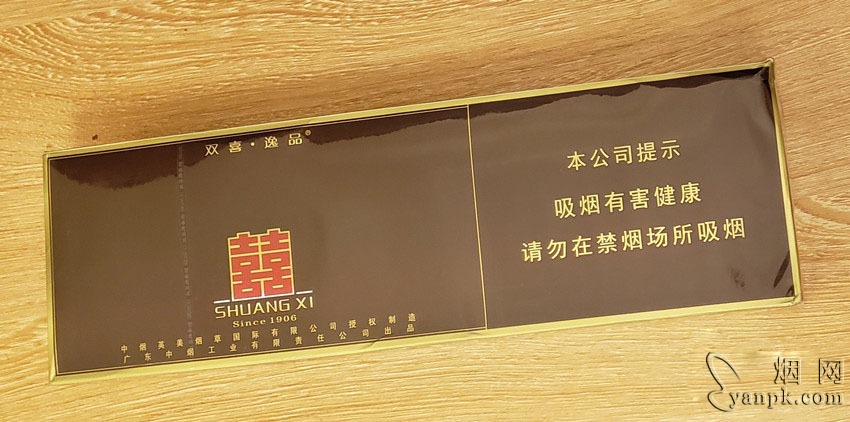 双喜·逸品®
囍
SHUANG XI
Since 1906
中烟英美烟草国际有限公司授权制造
广东中烟工业有限责任公司出品
本公司提示
吸烟有害健康
请勿在禁烟场所吸烟
烟网
yanpk.com